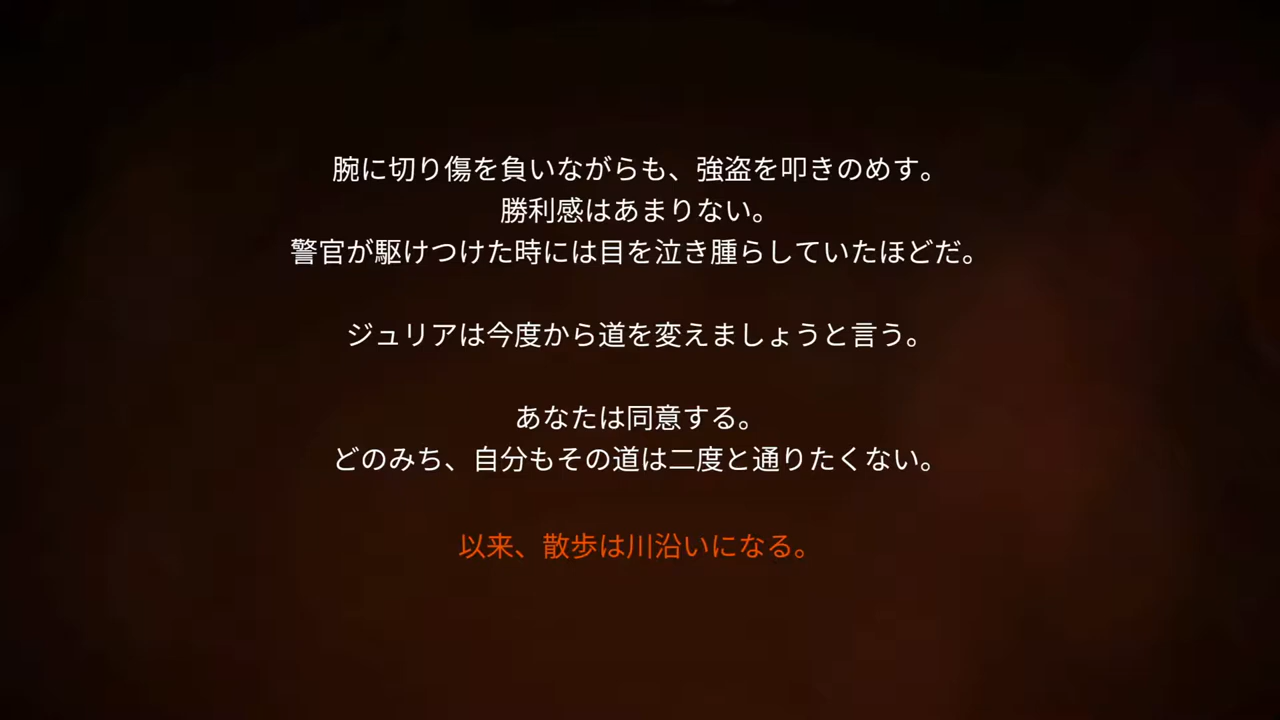 腕に切り傷を負いながらも、強盗を叩きのめす。
勝利感はあまりない。
警官が駆けつけた時には目を泣き腫らしていたほどだ。
ジュリアは今度から道を変えましょうと言う。
あなたは同意する。
どのみち、自分もその道は二度と通りたくない。
以来、散歩は川沿いになる。